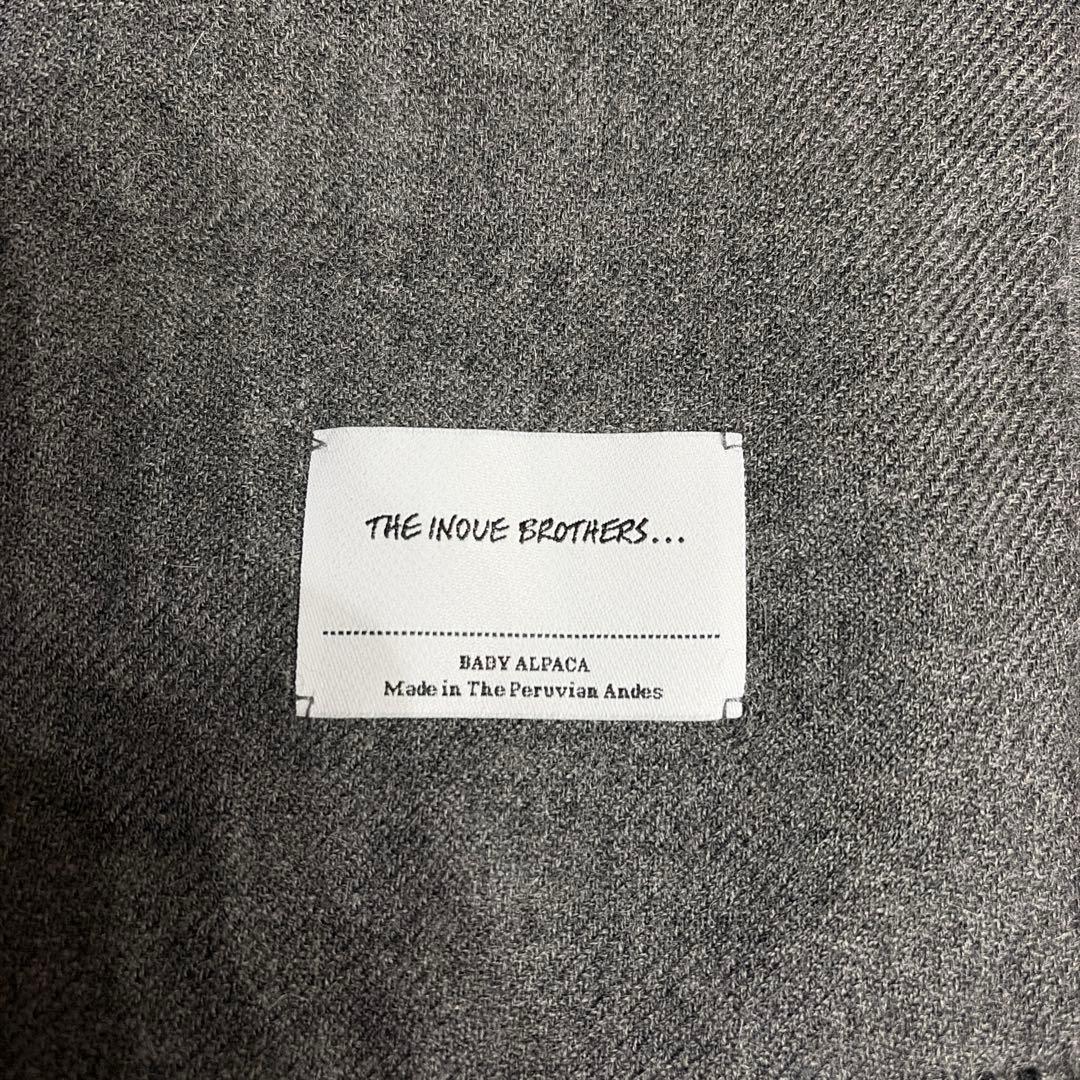 THE INOUE BROTHERS...
BABY ALPACA
Made in The Peruvian Andes